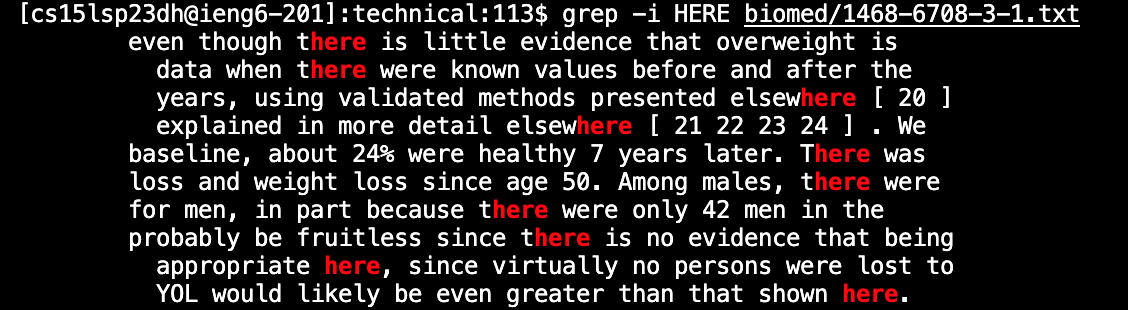 [cs15lsp23dh@ieng6-201]:technical:113$ grep -i HERE biomed/1468-6708-3-1.txt
even though there is little evidence that overweight is
data when there were known values before and after the
years, using validated methods presented elsewhere [ 20 ]
explained in more detail elsewhere [ 21 22 23 24 ] . We
baseline, about 24% were healthy 7 years later. There was
loss and weight loss since age 50. Among males, there were
for men, in part because there were only 42 men in the
probably be fruitless since there is no evidence that being
appropriate here, since virtually no persons were lost to
YOL would likely be even greater than that shown here.